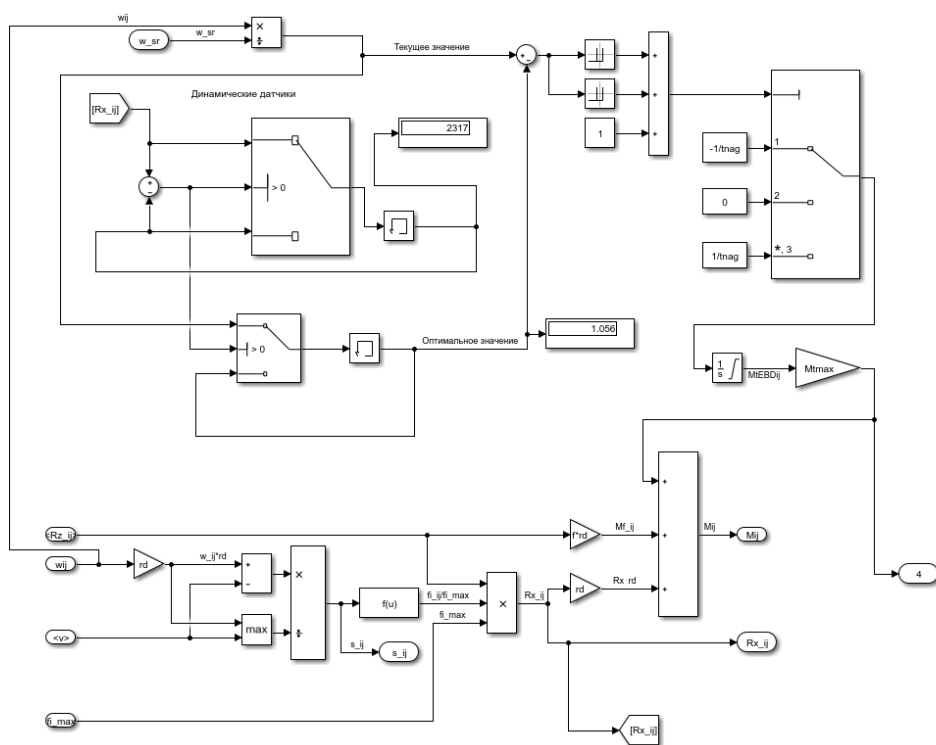 wij
w_sr
w_sr
×
÷
Текущее значение
+
−
+
+
1
+
Динамические датчики
[Rx_ij]
2317
+
−
> 0
-1/tnag
1
0
2
1/tnag
*, 3
> 0
Оптимальное значение
1.056
1
s
MtEBDij
Mtmax
<Rz_ij>
f*rd
Mf_ij
+
+
+
Mij
Mij
wij
rd
w_ij*rd
+
−
×
÷
max
<v>
f(u)
fi_ij/fi_max
fi_max
×
Rx_ij
rd
Rx·rd
4
s_ij
s_ij
Rx_ij
fi_max
[Rx_ij]